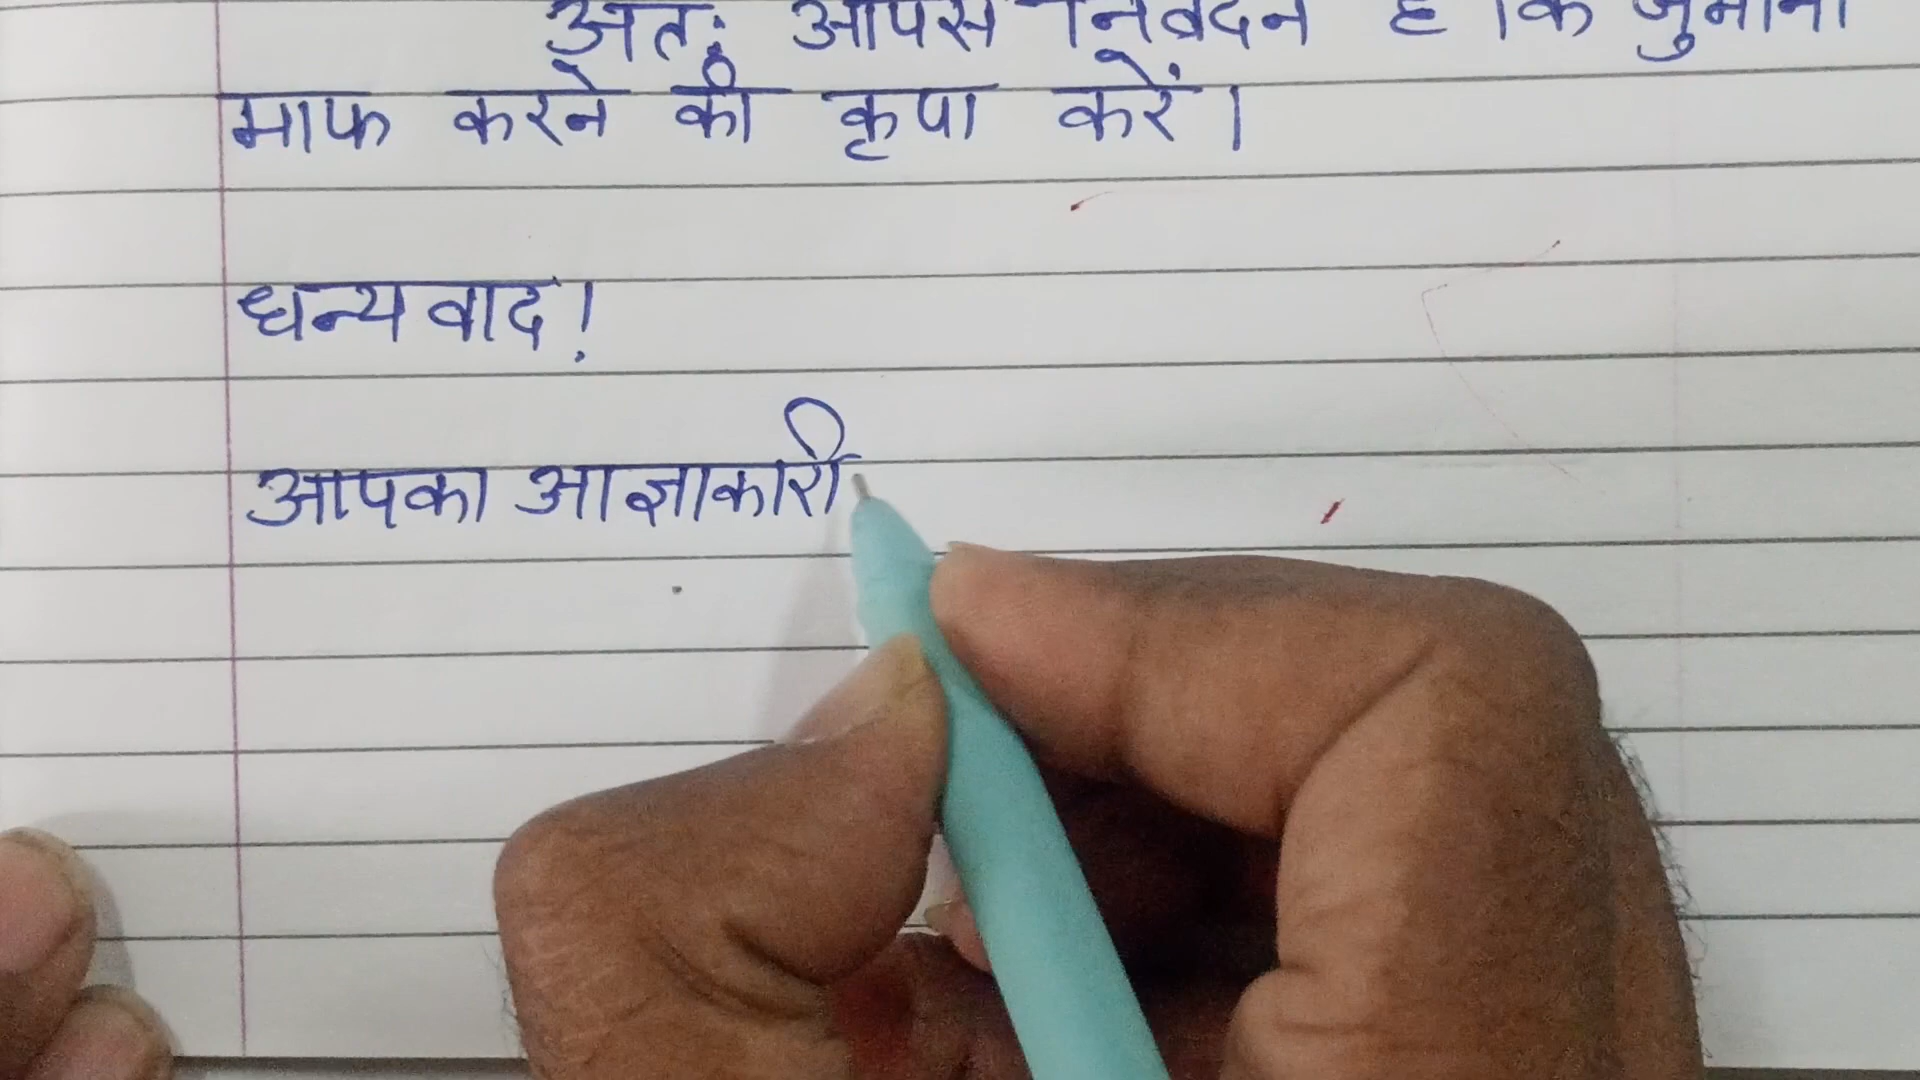 अतः आपसे निवेदन है कि जुर्माना
माफ करने की कृपा करें।
धन्यवाद!
आपका आज्ञाकारी